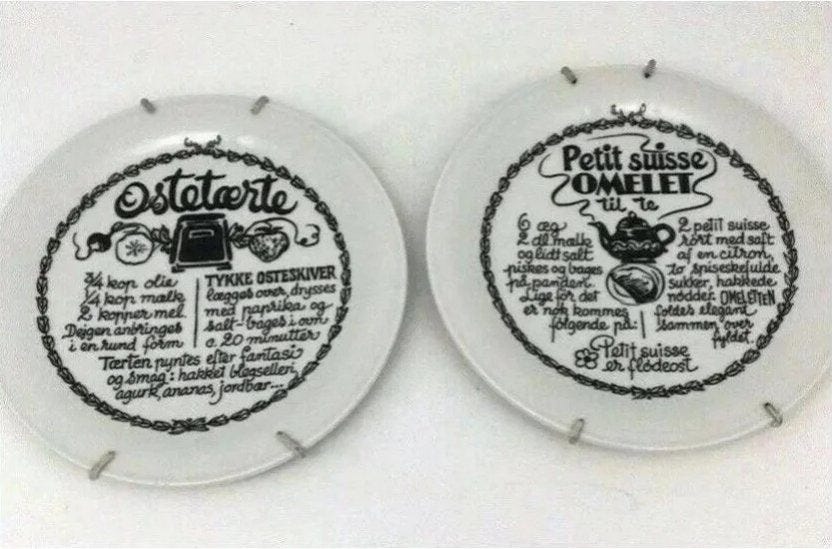 Ostetærte
3/4 kop olie
1/4 kop mælk
2 kopper mel.
Dejgen anbringes
i en rund form
TYKKE OSTESKIVER
lægges over, drysses
med paprika og
salt - bages i ovn
c. 20 minutter
Tærten pyntes efter fantasi
og smag: hakket blegselleri,
agurk, ananas, jordbær...
Petit suisse
OMELET
til te
6 æg
2 dl mælk
og lidt salt
piskes og bages
på panden.
Lige før det
er nok kommes
følgende på:
2 petit suisse
rørt med saft
af en citron,
to spiseskefulde
sukker, hakkede
nødder. OMELETTEN
foldes elegant
sammen over
fyldet.
Petit suisse
er flødeost